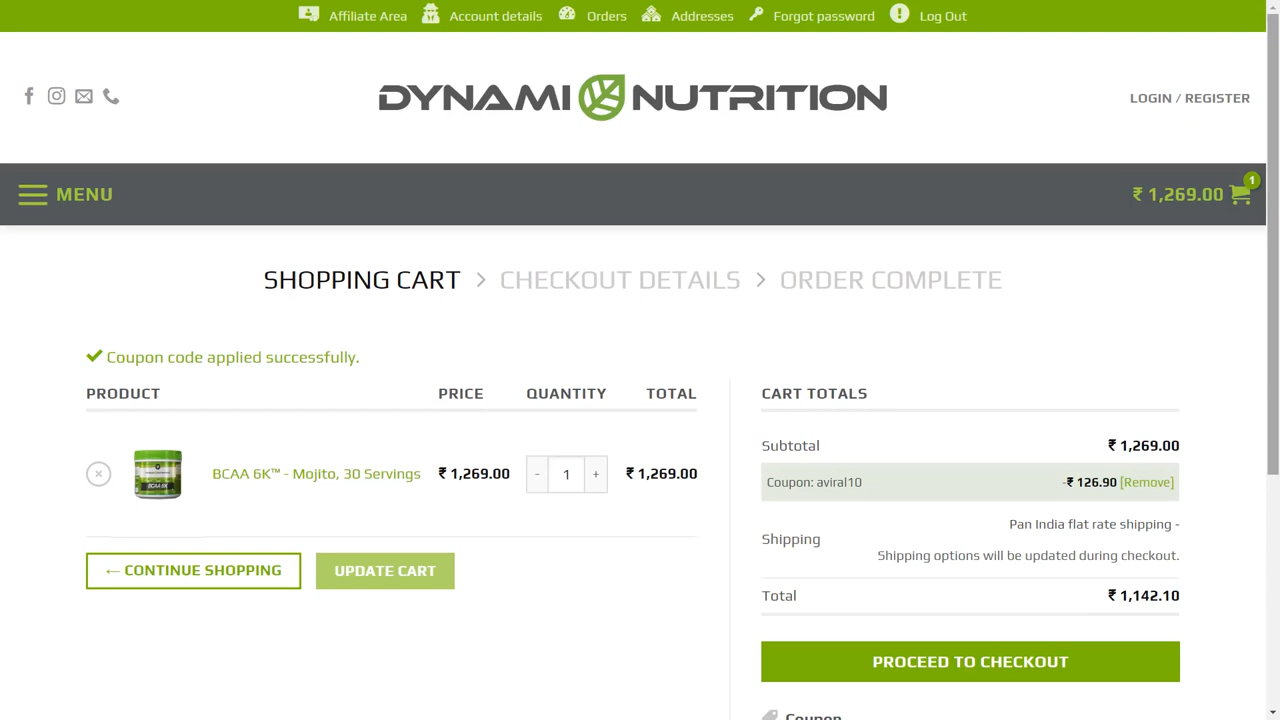 Affiliate Area Account details Orders Addresses Forgot password Log Out
DYNAMI NUTRITION
LOGIN / REGISTER
MENU
₹ 1,269.00 1
SHOPPING CART > CHECKOUT DETAILS > ORDER COMPLETE
Coupon code applied successfully.
PRODUCT PRICE QUANTITY TOTAL
BCAA 6K™ - Mojito, 30 Servings ₹ 1,269.00 - 1 + ₹ 1,269.00
← CONTINUE SHOPPING UPDATE CART
CART TOTALS
Subtotal ₹ 1,269.00
Coupon: aviral10 -₹ 126.90 [Remove]
Pan India flat rate shipping -
Shipping
Shipping options will be updated during checkout.
Total ₹ 1,142.10
PROCEED TO CHECKOUT
Coupon